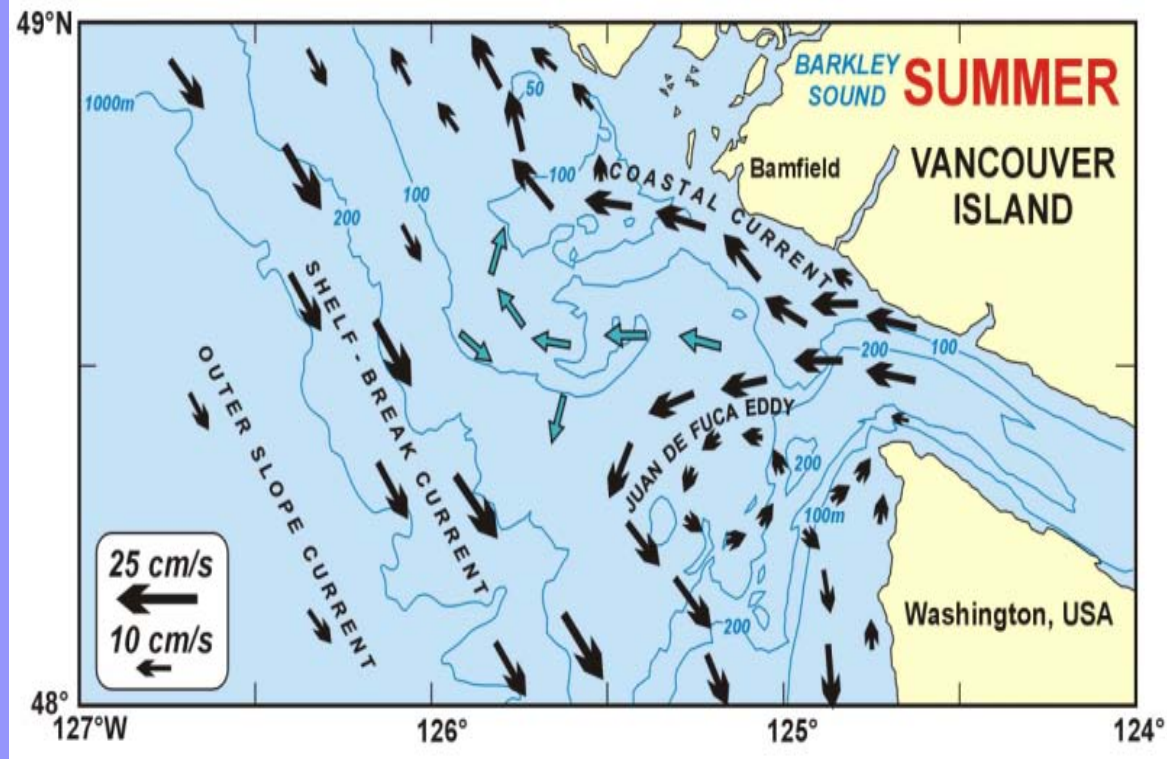 49°N
BARKLEY
SOUND
SUMMER
1000m
50
Bamfield
VANCOUVER
ISLAND
100
100
200
COASTAL CURRENT
SHELF-BREAK CURRENT
OUTER SLOPE CURRENT
200
100
JUAN DE FUCA EDDY
200
100m
25 cm/s
10 cm/s
Washington, USA
200
48°
127°W
126°
125°
124°